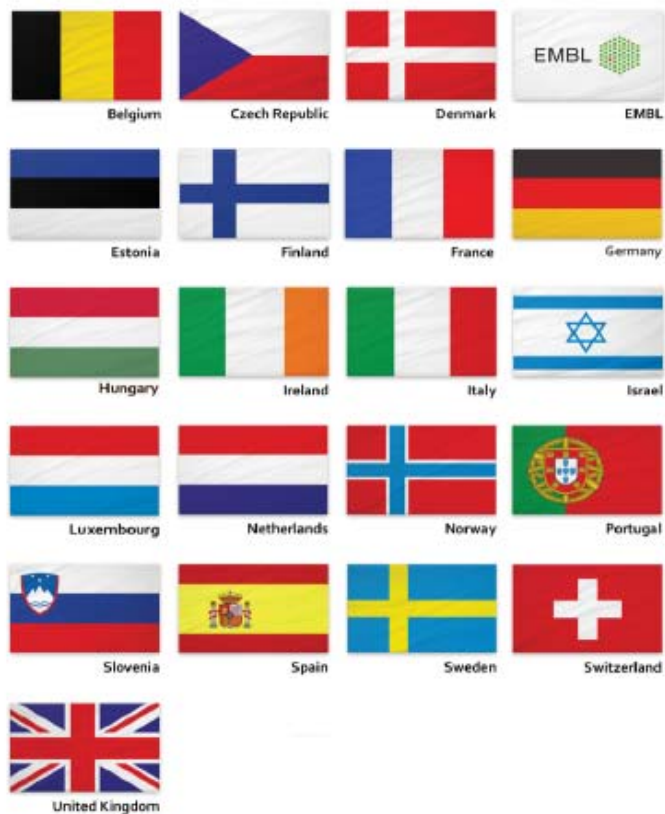 EMBL
Belgium
Czech Republic
Denmark
EMBL
Estonia
Finland
France
Germany
Hungary
Ireland
Italy
Israel
Luxembourg
Netherlands
Norway
Portugal
Slovenia
Spain
Sweden
Switzerland
United Kingdom